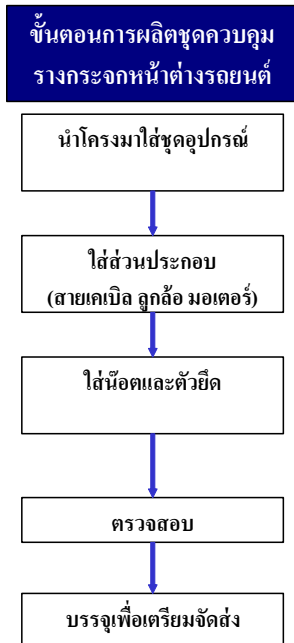 ขั้นตอนการผลิตชุดควบคุม
รางกระจกหน้าต่างรถยนต์
นำโครงมาใส่ชุดอุปกรณ์
ใส่ส่วนประกอบ
(สายเคเบิล ลูกล้อ มอเตอร์)
ใส่น๊อตและตัวยึด
ตรวจสอบ
บรรจุเพื่อเตรียมจัดส่ง